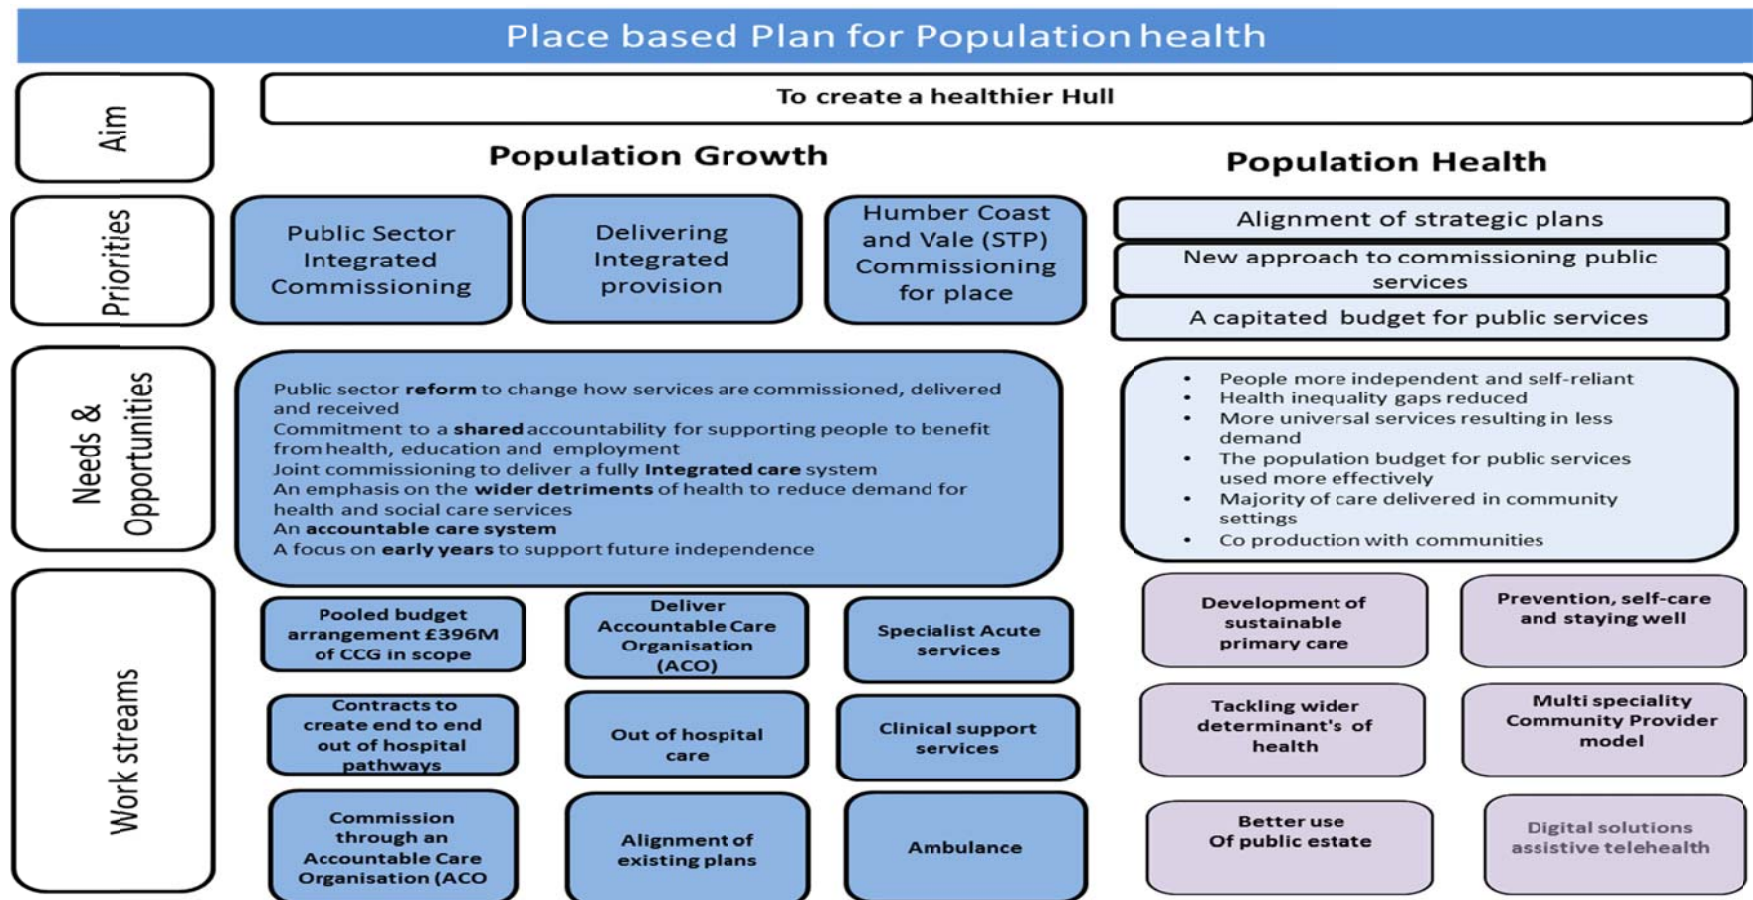 Place based Plan for Population health
Aim
To create a healthier Hull
Population Growth
Population Health
Priorities
Public Sector
Integrated
Commissioning
Delivering
Integrated
provision
Humber Coast
and Vale (STP)
Commissioning
for place
Alignment of strategic plans
New approach to commissioning public
services
A capitated budget for public services
Needs &
Opportunities
Public sector reform to change how services are commissioned, delivered
and received
Commitment to a shared accountability for supporting people to benefit
from health, education and employment
Joint commissioning to deliver a fully Integrated care system
An emphasis on the wider detriments of health to reduce demand for
health and social care services
An accountable care system
A focus on early years to support future independence
• People more independent and self-reliant
• Health inequality gaps reduced
• More universal services resulting in less
demand
• The population budget for public services
used more effectively
• Majority of care delivered in community
settings
• Co production with communities
Work streams
Pooled budget
arrangement £396M
of CCG in scope
Deliver
Accountable Care
Organisation
(ACO)
Specialist Acute
services
Development of
sustainable
primary care
Prevention, self-care
and staying well
Contracts to
create end to end
out of hospital
pathways
Out of hospital
care
Clinical support
services
Tackling wider
determinant's of
health
Multi speciality
Community Provider
model
Commission
through an
Accountable Care
Organisation (ACO
Alignment of
existing plans
Ambulance
Better use
Of public estate
Digital solutions
assistive telehealth